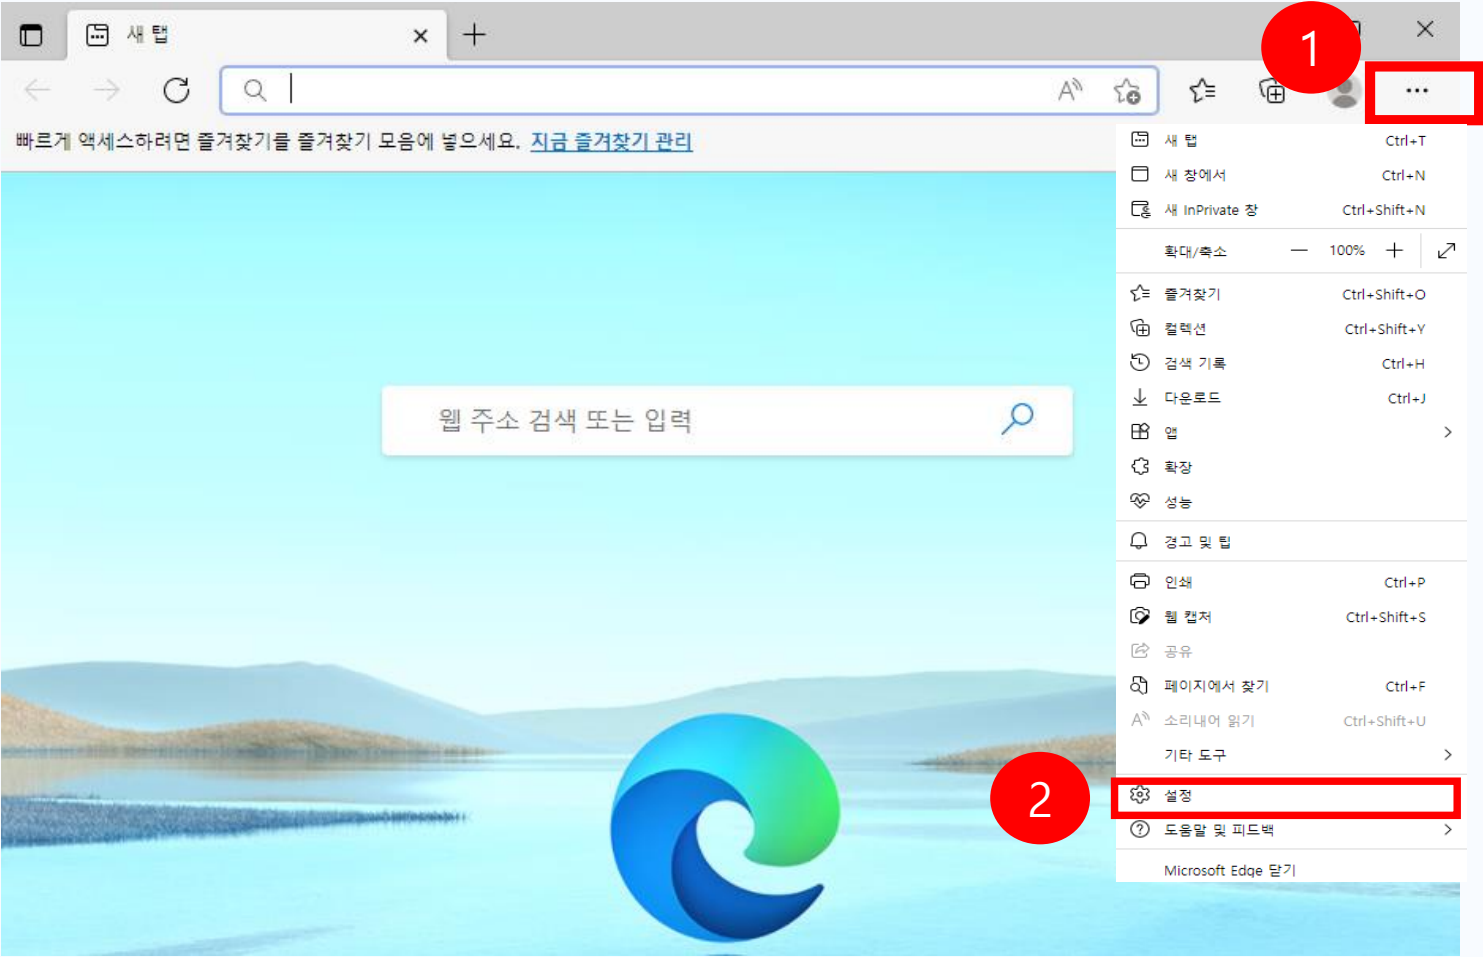 새 탭
1
빠르게 액세스하려면 즐겨찾기를 즐겨찾기 모음에 넣으세요. 지금 즐겨찾기 관리
새 탭 Ctrl+T
새 창에서 Ctrl+N
새 InPrivate 창 Ctrl+Shift+N
확대/축소 100%
즐겨찾기 Ctrl+Shift+O
컬렉션 Ctrl+Shift+Y
검색 기록 Ctrl+H
다운로드 Ctrl+J
웹 주소 검색 또는 입력
앱
확장
성능
경고 및 팁
인쇄 Ctrl+P
웹 캡처 Ctrl+Shift+S
공유
페이지에서 찾기 Ctrl+F
소리내어 읽기 Ctrl+Shift+U
기타 도구
2
설정
도움말 및 피드백
Microsoft Edge 닫기